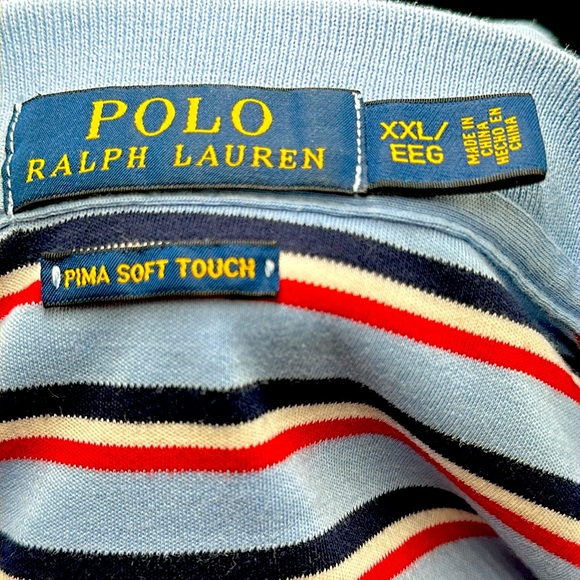 POLO
RALPH LAUREN
XXL/
EEG
MADE IN
CHINA
HECHO EN
CHINA
PIMA SOFT TOUCH